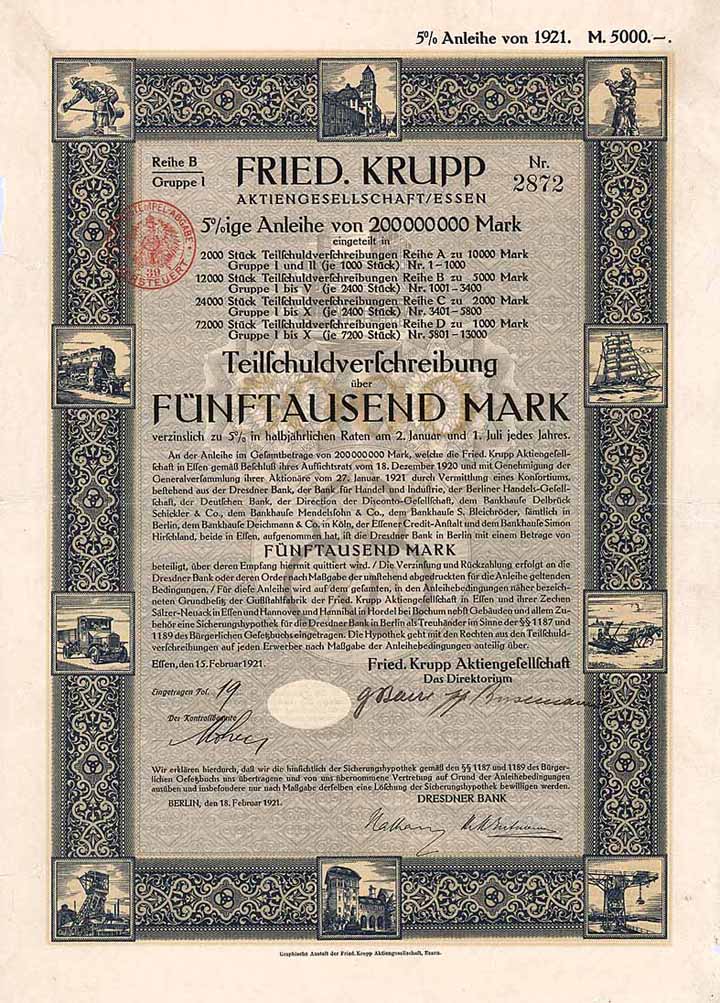 5% Anleihe von 1921. M. 5000.—.
Reihe B
Gruppe I
FRIED. KRUPP
Nr.
2872
AKTIENGESELLSCHAFT/ESSEN
5%ige Anleihe von 200000000 Mark
eingeteilt in
2000 Stück Teilſchuldverſchreibungen Reihe A zu 10000 Mark
Gruppe I und II (je 1000 Stück) Nr. 1-1000
12000 Stück Teilſchuldverſchreibungen Reihe B zu 5000 Mark
Gruppe I bis V (je 2400 Stück) Nr. 1001-3400
24000 Stück Teilſchuldverſchreibungen Reihe C zu 2000 Mark
Gruppe I bis X (je 2400 Stück) Nr. 3401-5800
72000 Stück Teilſchuldverſchreibungen Reihe D zu 1000 Mark
Gruppe I bis X (je 7200 Stück) Nr. 5801-13000
STEMPEL-ABGABE
39
VERSTEUERT
Teilſchuldverſchreibung
über
FÜNFTAUSEND MARK
verzinslich zu 5% in halbjährlichen Raten am 2. Januar und 1. Juli jedes Jahres.
An der Anleihe im Geſamtbetrage von 200000000 Mark, welche die Fried. Krupp Aktiengeſell-
ſchaft in Eſſen gemäß Beſchluß ihres Aufſichtsrats vom 18. Dezember 1920 und mit Genehmigung der
Generalverſammlung ihrer Aktionäre vom 27. Januar 1921 durch Vermittlung eines Konſortiums,
beſtehend aus der Dresdner Bank, der Bank für Handel und Induſtrie, der Berliner Handels-Geſell-
ſchaft, der Deutſchen Bank, der Direction der Disconto-Geſellſchaft, dem Bankhauſe Delbrück
Schickler & Co., dem Bankhauſe Mendelsſohn & Co., dem Bankhauſe S. Bleichröder, ſämtlich in
Berlin, dem Bankhauſe Deichmann & Co. in Köln, der Eſſener Credit-Anſtalt und dem Bankhauſe Simon
Hirſchland, beide in Eſſen, aufgenommen hat, iſt die Dresdner Bank in Berlin mit einem Betrage von
FÜNFTAUSEND MARK
beteiligt, über deren Empfang hiermit quittiert wird. / Die Verzinſung und Rückzahlung erfolgt an die
Dresdner Bank oder deren Order nach Maßgabe der umſtehend abgedruckten für die Anleihe geltenden
Bedingungen. / Für dieſe Anleihe wird auf dem geſamten, in den Anleihebedingungen näher bezeich-
neten Grundbeſitz der Gußſtahlfabrik der Fried. Krupp Aktiengeſellſchaft in Eſſen und ihrer Zechen
Sälzer-Neuack in Eſſen und Hannover und Hannibal in Hordel bei Bochum nebſt Gebäuden und allem Zu-
behör eine Sicherungshypothek für die Dresdner Bank in Berlin als Treuhänder im Sinne der §§ 1187 und
1189 des Bürgerlichen Geſetzbuchs eingetragen. Die Hypothek geht mit den Rechten aus den Teilſchuld-
verſchreibungen auf jeden Erwerber nach Maßgabe der Anleihebedingungen anteilig über.
Eſſen, den 15. Februar 1921.
Fried. Krupp Aktiengeſellſchaft
Das Direktorium
Eingetragen Fol. 19
Der Kontrollbeamte
Wir erklären hierdurch, daß wir die hinſichtlich der Sicherungshypothek gemäß den §§ 1187 und 1189 des Bürger-
lichen Geſetzbuchs uns übertragene und von uns übernommene Vertretung auf Grund der Anleihebedingungen
ausüben und insbeſondere nur nach Maßgabe derſelben eine Löſchung der Sicherungshypothek bewilligen werden.
BERLIN, den 18. Februar 1921.
DRESDNER BANK
Nathan
Graphische Anstalt der Fried. Krupp Aktiengesellschaft, Essen.